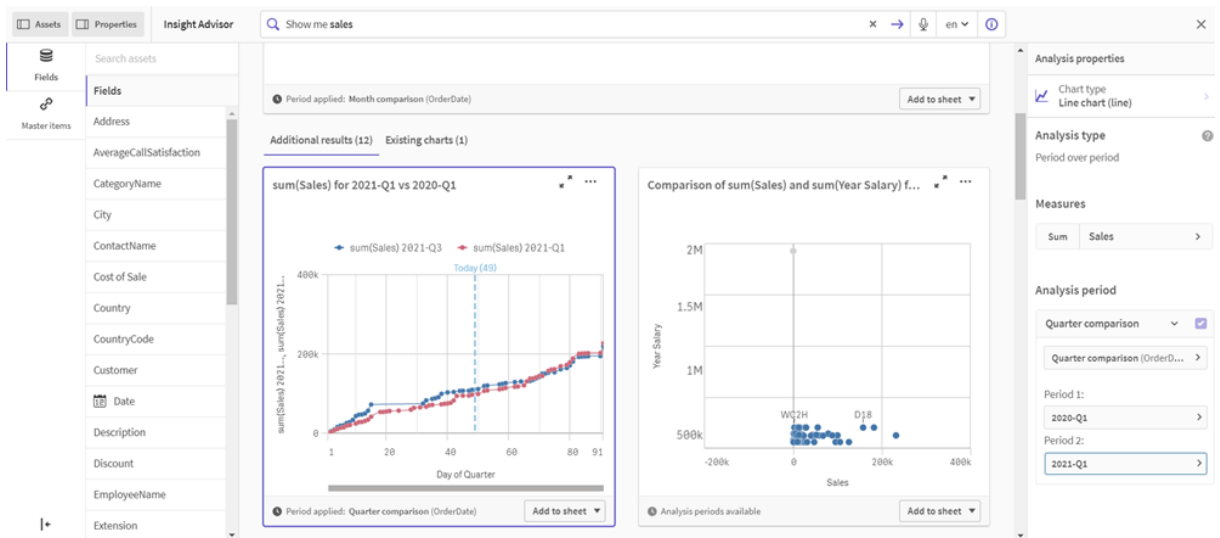 Assets Properties Insight Advisor Show me sales en
Fields
Master items
Search assets
Fields
Address
AverageCallSatisfaction
CategoryName
City
ContactName
Cost of Sale
Country
CountryCode
Customer
Date
Description
Discount
EmployeeName
Extension
Period applied: Month comparison (OrderDate) Add to sheet
Additional results (12) Existing charts (1)
sum(Sales) for 2021-Q1 vs 2020-Q1
sum(Sales) 2021-Q3 sum(Sales) 2021-Q1
Today (49)
sum(Sales) 2021..., sum(Sales) 2021...
400k
200k
0
1 20 40 60 80 91
Day of Quarter
Period applied: Quarter comparison (OrderDate) Add to sheet
Comparison of sum(Sales) and sum(Year Salary) f...
Year Salary
2M
1.5M
1M
500k
WC2H D18
-200k 0 200k 400k
Sales
Analysis periods available Add to sheet
Analysis properties
Chart type
Line chart (line)
Analysis type
Period over period
Measures
Sum Sales
Analysis period
Quarter comparison
Quarter comparison (OrderD...
Period 1:
2020-Q1
Period 2:
2021-Q1